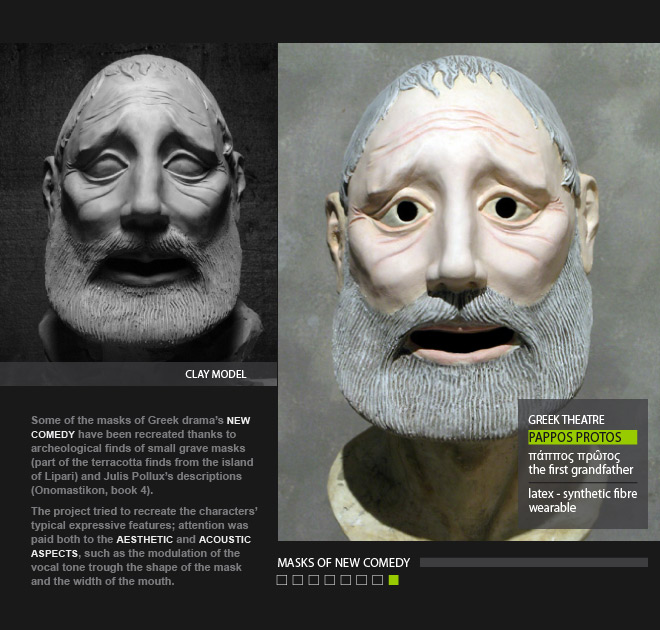 CLAY MODEL
Some of the masks of Greek drama's NEW
COMEDY have been recreated thanks to
archeological finds of small grave masks
(part of the terracotta finds from the island
of Lipari) and Julis Pollux's descriptions
(Onomastikon, book 4).
The project tried to recreate the characters'
typical expressive features; attention was
paid both to the AESTHETIC and ACOUSTIC
ASPECTS, such as the modulation of the
vocal tone trough the shape of the mask
and the width of the mouth.
GREEK THEATRE
PAPPOS PROTOS
πάππος πρῶτος
the first grandfather
latex - synthetic fibre
wearable
MASKS OF NEW COMEDY